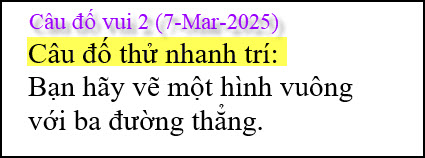 Câu đố vui 2 (7-Mar-2025)
Câu đố thử nhanh trí:
Bạn hãy vẽ một hình vuông
với ba đường thẳng.